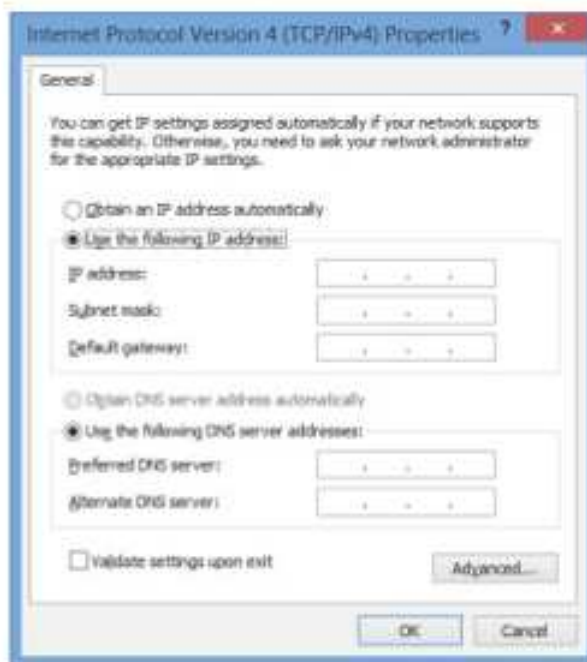 Internet Protocol Version 4 (TCP/IPv4) Properties ?
General
You can get IP settings assigned automatically if your network supports
this capability. Otherwise, you need to ask your network administrator
for the appropriate IP settings.
Obtain an IP address automatically
Use the following IP address:
IP address:
Subnet mask:
Default gateway:
Obtain DNS server address automatically
Use the following DNS server addresses:
Preferred DNS server:
Alternate DNS server:
Validate settings upon exit
Advanced...
OK Cancel